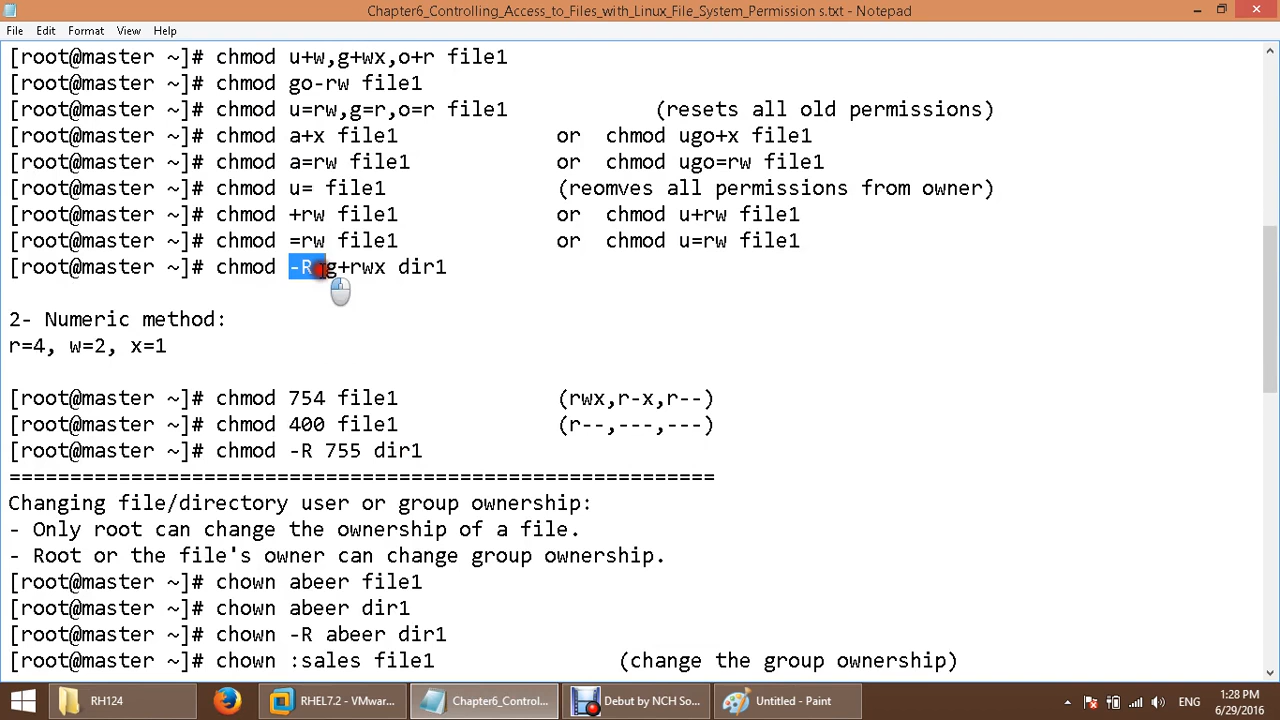 Chapter6_Controlling_Access_to_Files_with_Linux_File_System_Permission s.txt - Notepad
File Edit Format View Help
[root@master ~]# chmod u+w,g+wx,o+r file1
[root@master ~]# chmod go-rw file1
[root@master ~]# chmod u=rw,g=r,o=r file1 (resets all old permissions)
[root@master ~]# chmod a+x file1 or chmod ugo+x file1
[root@master ~]# chmod a=rw file1 or chmod ugo=rw file1
[root@master ~]# chmod u= file1 (reomves all permissions from owner)
[root@master ~]# chmod +rw file1 or chmod u+rw file1
[root@master ~]# chmod =rw file1 or chmod u=rw file1
[root@master ~]# chmod -R g+rwx dir1
2- Numeric method:
r=4, w=2, x=1
[root@master ~]# chmod 754 file1 (rwx,r-x,r--)
[root@master ~]# chmod 400 file1 (r--,---,---)
[root@master ~]# chmod -R 755 dir1
==========================================================
Changing file/directory user or group ownership:
- Only root can change the ownership of a file.
- Root or the file's owner can change group ownership.
[root@master ~]# chown abeer file1
[root@master ~]# chown abeer dir1
[root@master ~]# chown -R abeer dir1
[root@master ~]# chown :sales file1 (change the group ownership)
RH124 RHEL7.2 - VMwar... Chapter6_Control... Debut by NCH So... Untitled - Paint ENG 1:28 PM
6/29/2016